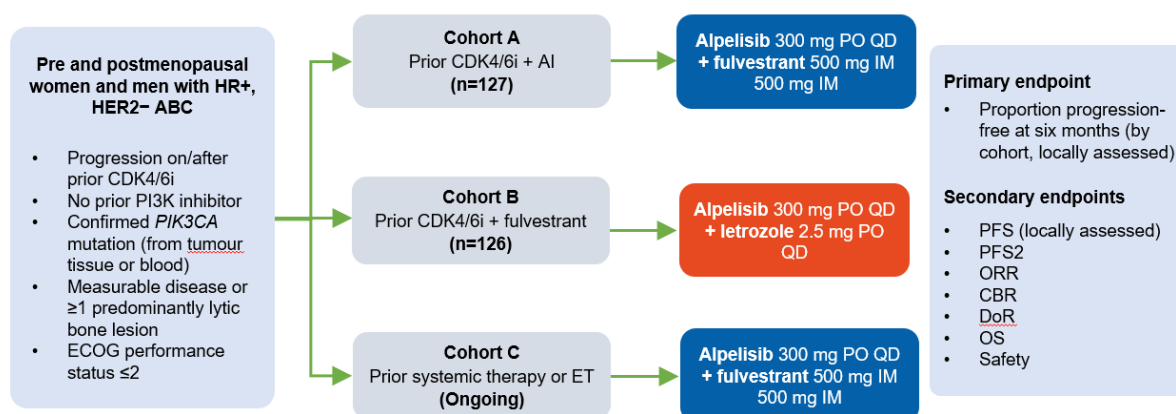 Pre and postmenopausal
women and men with HR+,
HER2− ABC
• Progression on/after
prior CDK4/6i
• No prior PI3K inhibitor
• Confirmed PIK3CA
mutation (from tumour
tissue or blood)
• Measurable disease or
≥1 predominantly lytic
bone lesion
• ECOG performance
status ≤2
Cohort A
Prior CDK4/6i + AI
(n=127)
Alpelisib 300 mg PO QD
+ fulvestrant 500 mg IM
500 mg IM
Cohort B
Prior CDK4/6i + fulvestrant
(n=126)
Alpelisib 300 mg PO QD
+ letrozole 2.5 mg PO
QD
Cohort C
Prior systemic therapy or ET
(Ongoing)
Alpelisib 300 mg PO QD
+ fulvestrant 500 mg IM
500 mg IM
Primary endpoint
• Proportion progression-
free at six months (by
cohort, locally assessed)
Secondary endpoints
• PFS (locally assessed)
• PFS2
• ORR
• CBR
• DoR
• OS
• Safety